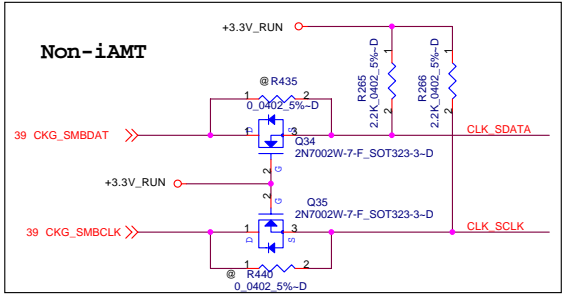 +3.3V_RUN
Non-iAMT
@ R435
0_0402_5%~D
1
2
R265
2.2K_0402_5%~D
1
2
R266
2.2K_0402_5%~D
1
2
39 CKG_SMBDAT
1
D
S
3
CLK_SDATA
Q34
2N7002W-7-F_SOT323-3~D
2
G
+3.3V_RUN
2
G
Q35
2N7002W-7-F_SOT323-3~D
39 CKG_SMBCLK
1
D
S
3
CLK_SCLK
1
2
@ R440
0_0402_5%~D